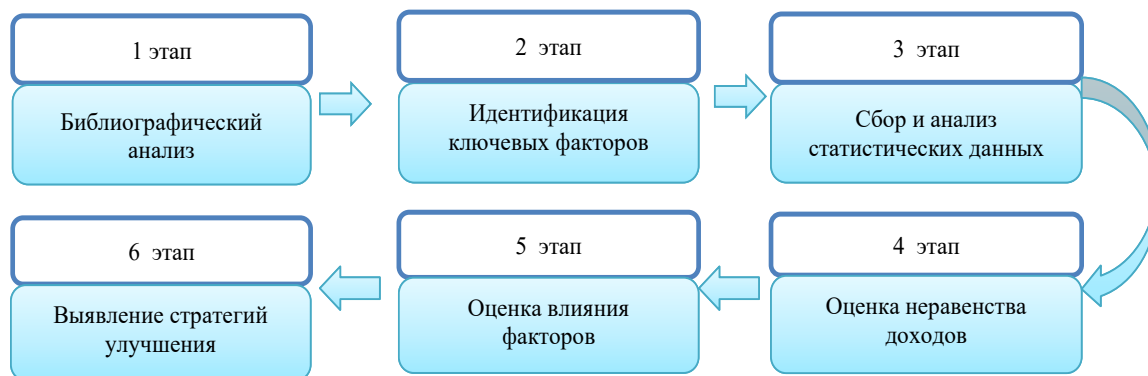 1 этап
Библиографический
анализ
2 этап
Идентификация
ключевых факторов
3 этап
Сбор и анализ
статистических данных
4 этап
Оценка неравенства
доходов
5 этап
Оценка влияния
факторов
6 этап
Выявление стратегий
улучшения